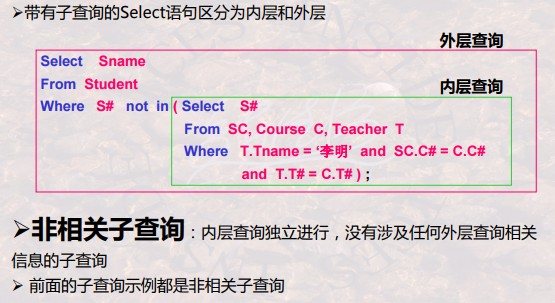 ➢带有子查询的Select语句区分为内层和外层
外层查询
Select Sname
From Student
内层查询
Where S# not in ( Select S#
From SC, Course C, Teacher T
Where T.Tname = ‘李明’ and SC.C# = C.C#
and T.T# = C.T# ) ;
➢非相关子查询：内层查询独立进行，没有涉及任何外层查询相关
信息的子查询
➢ 前面的子查询示例都是非相关子查询